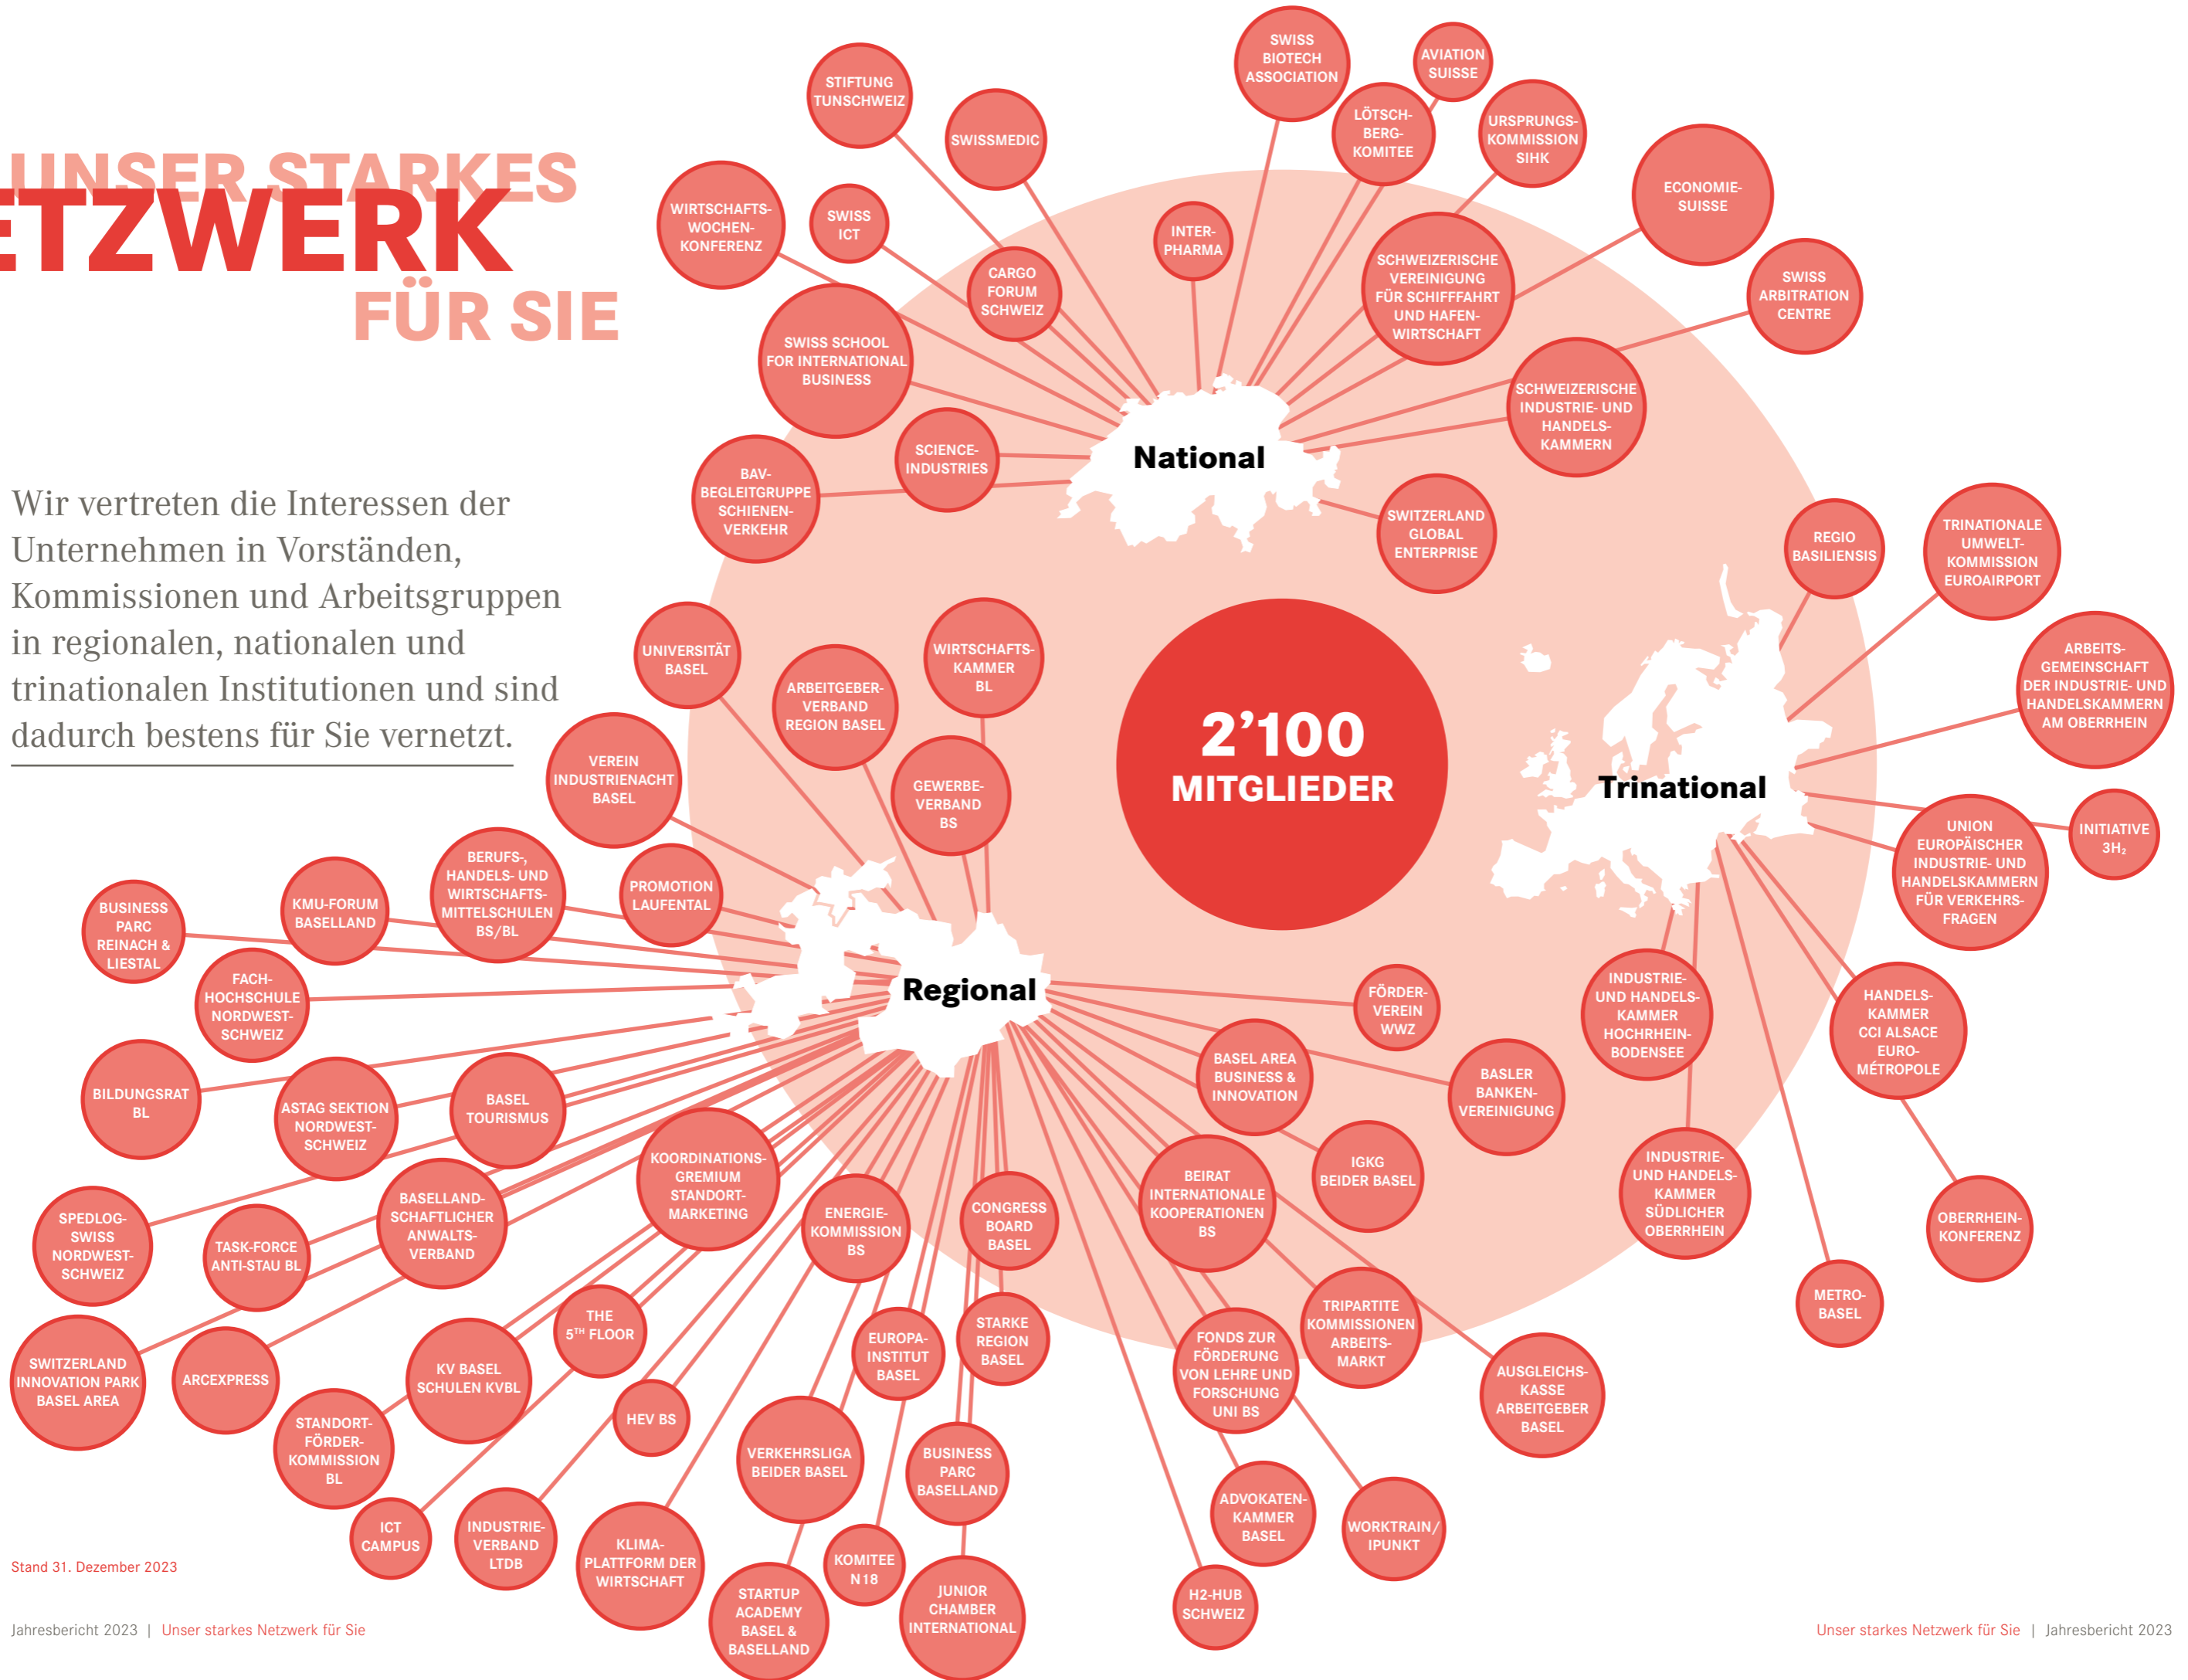 UNSER STARKES
ETZWERK
FÜR SIE
Wir vertreten die Interessen der
Unternehmen in Vorständen,
Kommissionen und Arbeitsgruppen
in regionalen, nationalen und
trinationalen Institutionen und sind
dadurch bestens für Sie vernetzt.
STIFTUNG
TUNSCHWEIZ
SWISSMEDIC
WIRTSCHAFTS-
WOCHEN-
KONFERENZ
SWISS
ICT
CARGO
FORUM
SCHWEIZ
SWISS SCHOOL
FOR INTERNATIONAL
BUSINESS
SCIENCE-
INDUSTRIES
BAV-
BEGLEITGRUPPE
SCHIENEN-
VERKEHR
INTER-
PHARMA
SWISS
BIOTECH
ASSOCIATION
AVIATION
SUISSE
LÖTSCH-
BERG-
KOMITEE
URSPRUNGS-
KOMMISSION
SIHK
ECONOMIE-
SUISSE
SCHWEIZERISCHE
VEREINIGUNG
FÜR SCHIFFFAHRT
UND HAFEN-
WIRTSCHAFT
SWISS
ARBITRATION
CENTRE
SCHWEIZERISCHE
INDUSTRIE- UND
HANDELS-
KAMMERN
National
SWITZERLAND
GLOBAL
ENTERPRISE
REGIO
BASILIENSIS
TRINATIONALE
UMWELT-
KOMMISSION
EUROAIRPORT
ARBEITS-
GEMEINSCHAFT
DER INDUSTRIE- UND
HANDELSKAMMERN
AM OBERRHEIN
2’100
MITGLIEDER
Trinational
UNION
EUROPÄISCHER
INDUSTRIE- UND
HANDELSKAMMERN
FÜR VERKEHRS-
FRAGEN
INITIATIVE
3H₂
INDUSTRIE-
UND HANDELS-
KAMMER
HOCHRHEIN-
BODENSEE
HANDELS-
KAMMER
CCI ALSACE
EURO-
MÉTROPOLE
INDUSTRIE-
UND HANDELS-
KAMMER
SÜDLICHER
OBERRHEIN
OBERRHEIN-
KONFERENZ
METRO-
BASEL
UNIVERSITÄT
BASEL
ARBEITGEBER-
VERBAND
REGION BASEL
WIRTSCHAFTS-
KAMMER
BL
VEREIN
INDUSTRIENACHT
BASEL
GEWERBE-
VERBAND
BS
BERUFS-,
HANDELS- UND
WIRTSCHAFTS-
MITTELSCHULEN
BS/BL
PROMOTION
LAUFENTAL
KMU-FORUM
BASELLAND
BUSINESS
PARC
REINACH &
LIESTAL
FACH-
HOCHSCHULE
NORDWEST-
SCHWEIZ
Regional
BILDUNGSRAT
BL
ASTAG SEKTION
NORDWEST-
SCHWEIZ
BASEL
TOURISMUS
SPEDLOG-
SWISS
NORDWEST-
SCHWEIZ
TASK-FORCE
ANTI-STAU BL
BASELLAND-
SCHAFTLICHER
ANWALTS-
VERBAND
KOORDINATIONS-
GREMIUM
STANDORT-
MARKETING
ENERGIE-
KOMMISSION
BS
CONGRESS
BOARD
BASEL
FÖRDER-
VEREIN
WWZ
BASEL AREA
BUSINESS &
INNOVATION
BASLER
BANKEN-
VEREINIGUNG
IGKG
BEIDER BASEL
BEIRAT
INTERNATIONALE
KOOPERATIONEN
BS
SWITZERLAND
INNOVATION PARK
BASEL AREA
ARCEXPRESS
STANDORT-
FÖRDER-
KOMMISSION
BL
KV BASEL
SCHULEN KVBL
THE
5TH FLOOR
HEV BS
EUROPA-
INSTITUT
BASEL
STARKE
REGION
BASEL
FONDS ZUR
FÖRDERUNG
VON LEHRE UND
FORSCHUNG
UNI BS
TRIPARTITE
KOMMISSIONEN
ARBEITS-
MARKT
AUSGLEICHS-
KASSE
ARBEITGEBER
BASEL
ICT
CAMPUS
INDUSTRIE-
VERBAND
LTDB
KLIMA-
PLATTFORM DER
WIRTSCHAFT
VERKEHRSLIGA
BEIDER BASEL
BUSINESS
PARC
BASELLAND
STARTUP
ACADEMY
BASEL &
BASELLAND
KOMITEE
N18
JUNIOR
CHAMBER
INTERNATIONAL
H2-HUB
SCHWEIZ
ADVOKATEN-
KAMMER
BASEL
WORKTRAIN/
IPUNKT
Stand 31. Dezember 2023
Jahresbericht 2023 | Unser starkes Netzwerk für Sie
Unser starkes Netzwerk für Sie | Jahresbericht 2023